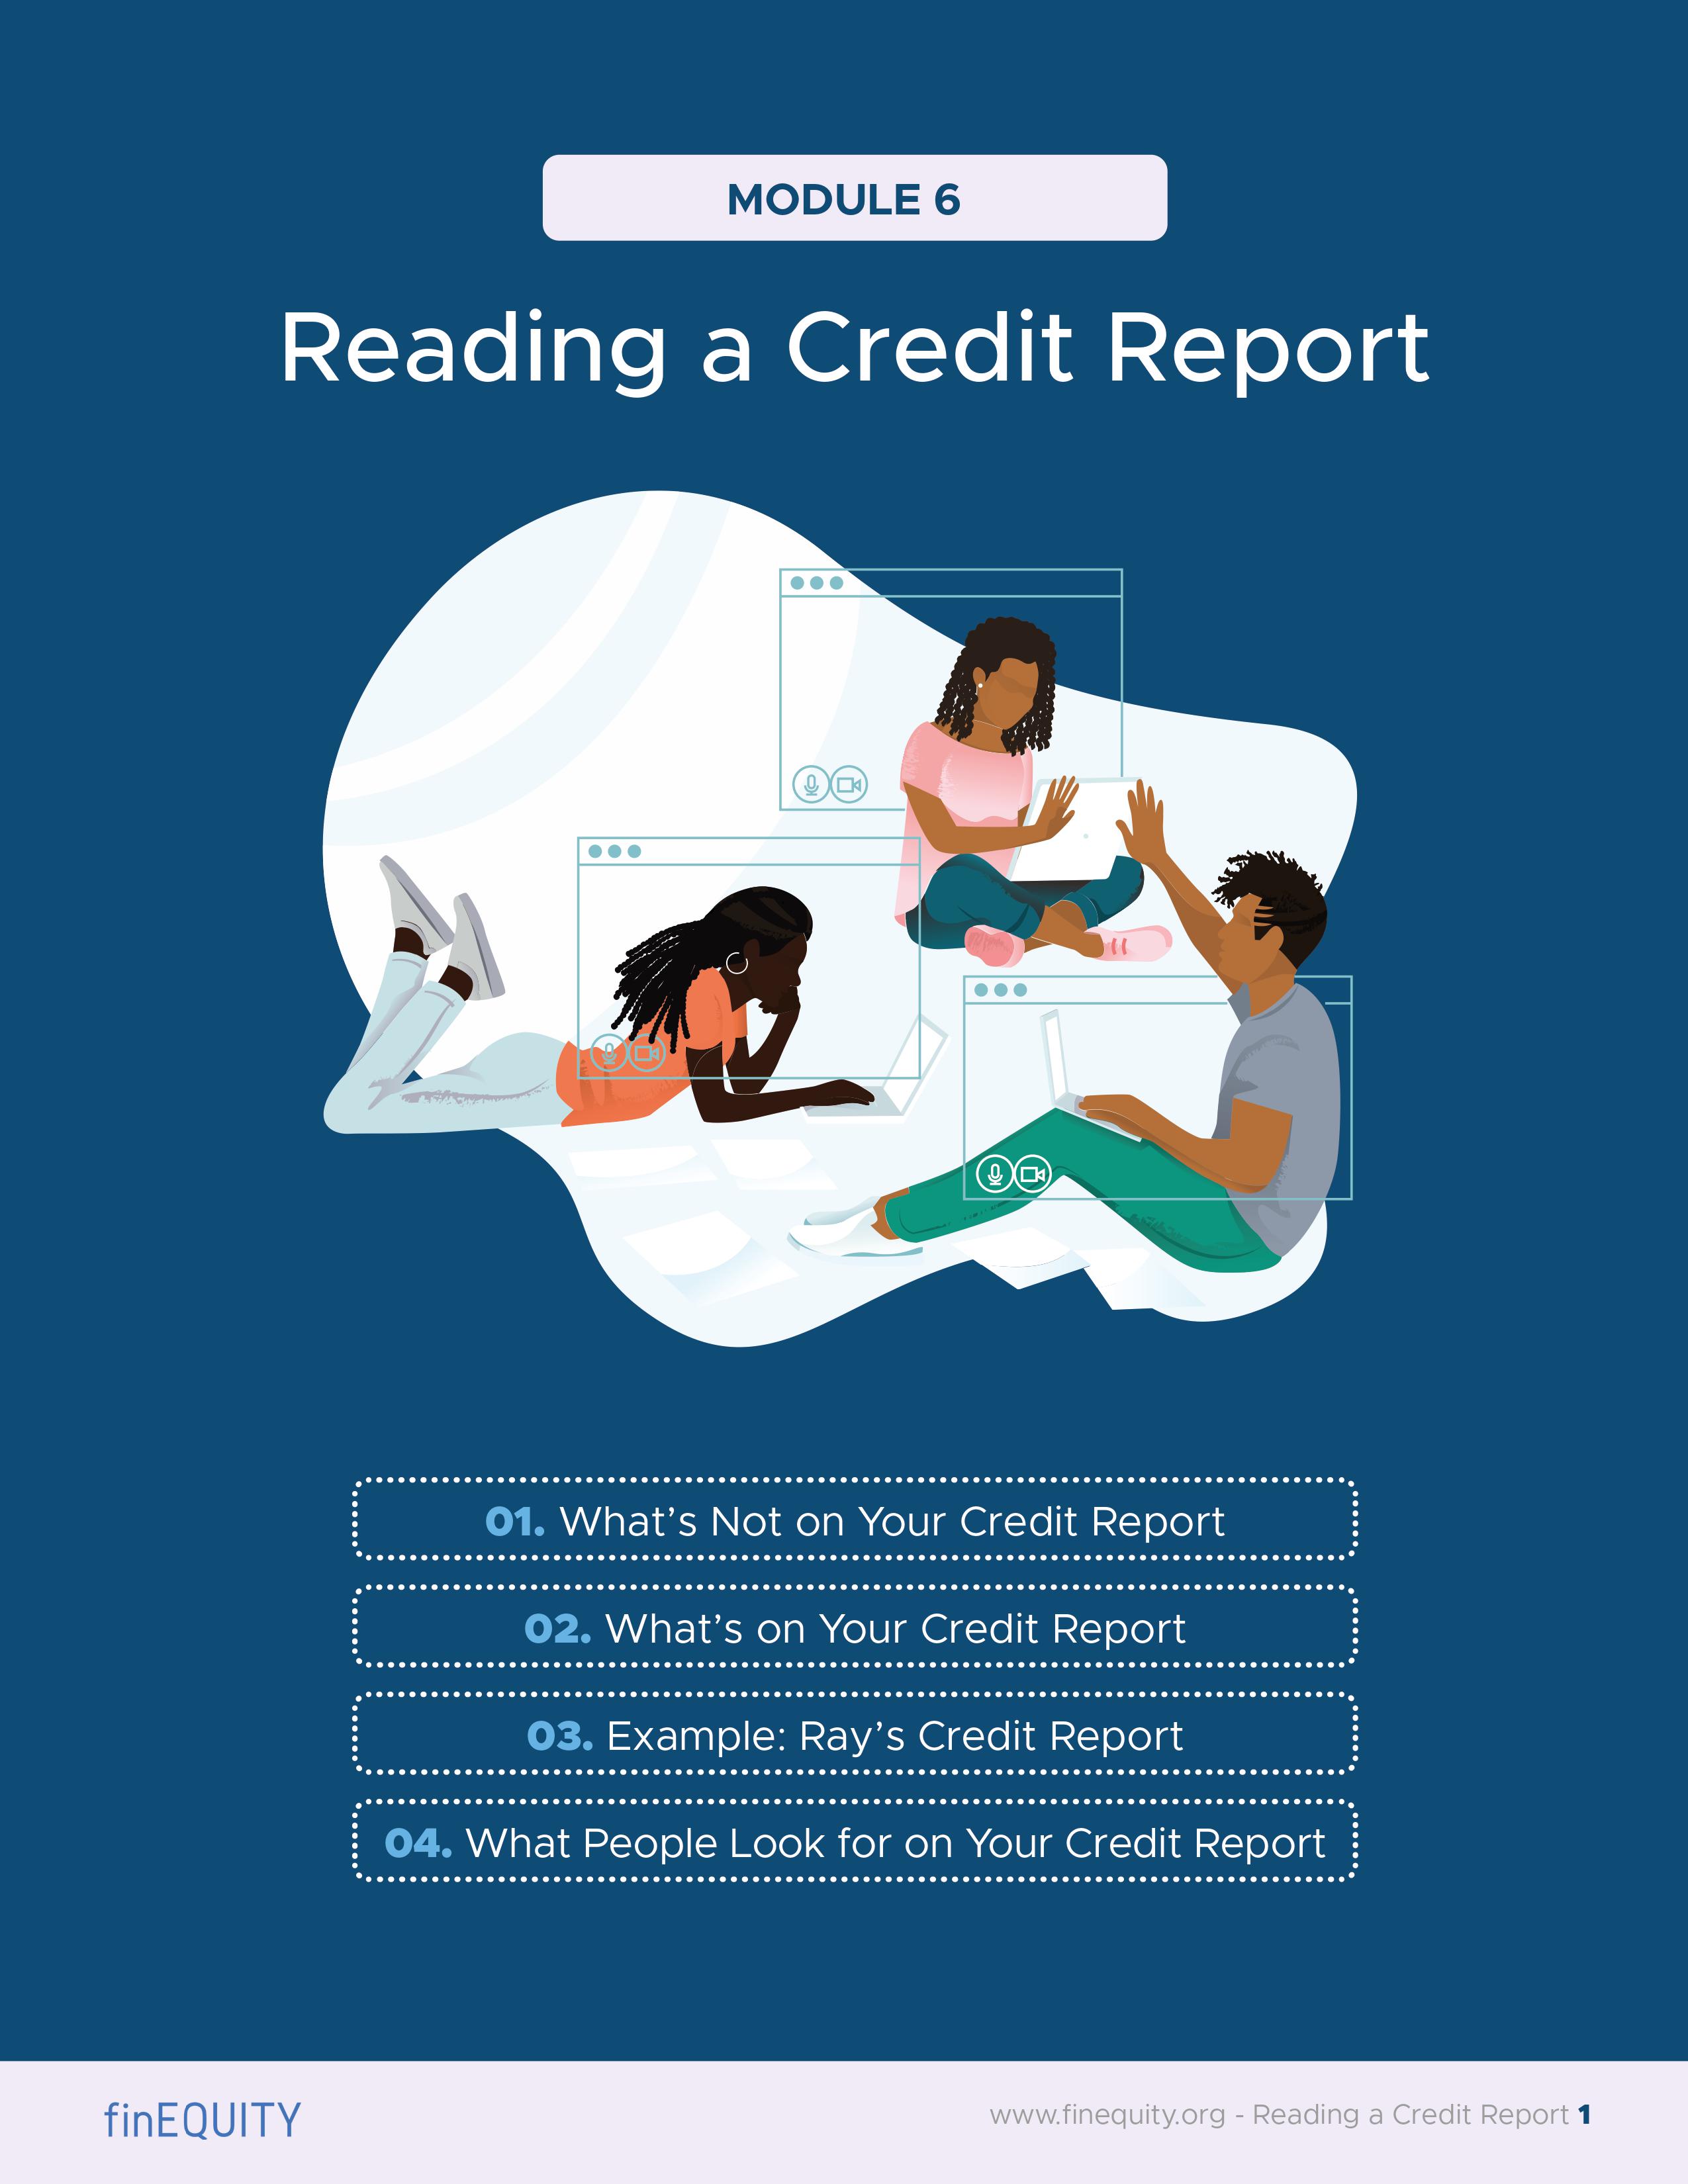 MODULE 6
Reading a Credit Report
01. What’s Not on Your Credit Report
02. What’s on Your Credit Report
03. Example: Ray’s Credit Report
04. What People Look for on Your Credit Report
finEQUITY
www.finequity.org - Reading a Credit Report 1